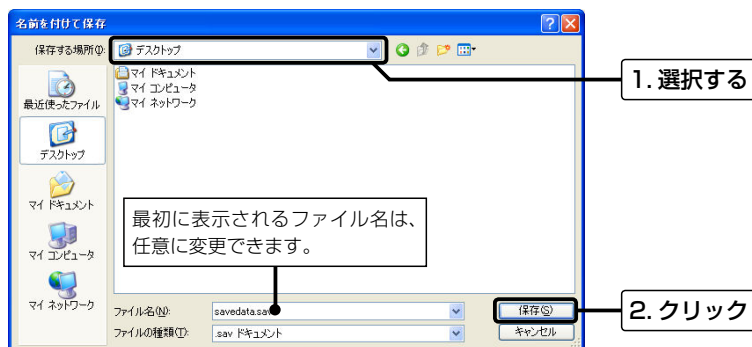 名前を付けて保存
保存する場所(I):
デスクトップ
マイ ドキュメント
マイ コンピュータ
マイ ネットワーク
1. 選択する
最近使ったファイル
デスクトップ
マイ ドキュメント
マイ コンピュータ
マイ ネットワーク
最初に表示されるファイル名は、
任意に変更できます。
ファイル名(N):
savedata.sav
保存(S)
2. クリック
ファイルの種類(T):
.sav ドキュメント
キャンセル